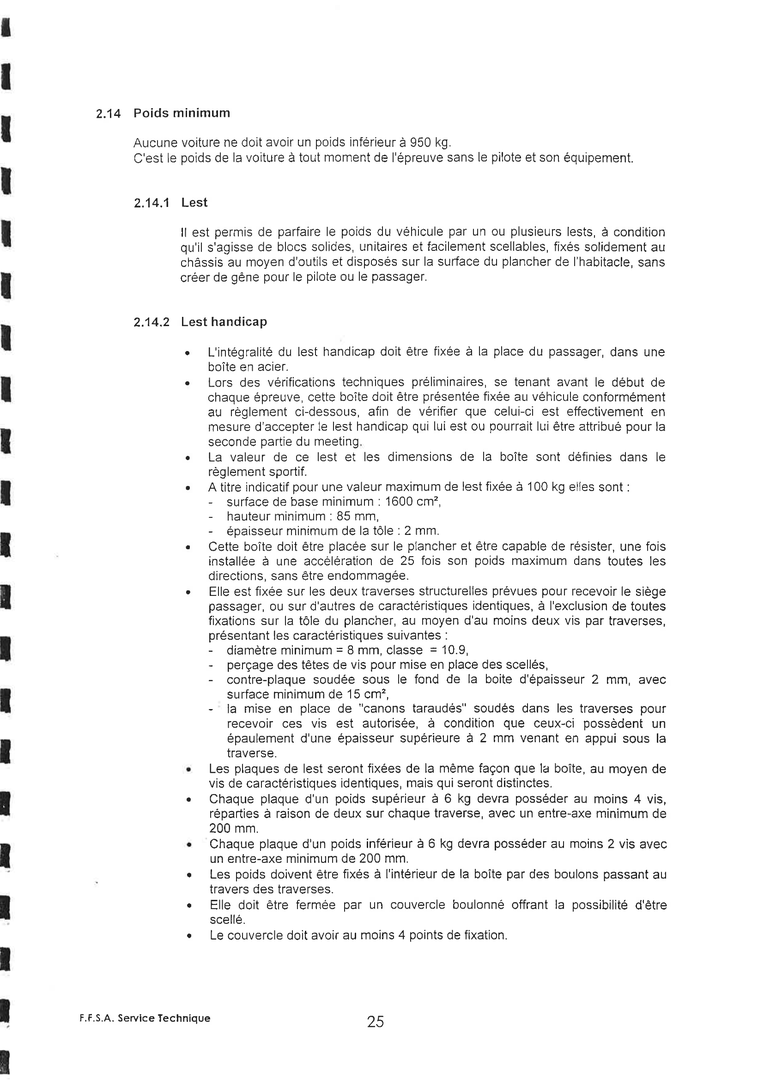 2.14 Poids minimum
Aucune voiture ne doit avoir un poids inférieur à 950 kg.
C'est le poids de la voiture à tout moment de l'épreuve sans le pilote et son équipement.
2.14.1 Lest
Il est permis de parfaire le poids du véhicule par un ou plusieurs lests, à condition
qu'il s'agisse de blocs solides, unitaires et facilement scellables, fixés solidement au
châssis au moyen d'outils et disposés sur la surface du plancher de l'habitacle, sans
créer de gêne pour le pilote ou le passager.
2.14.2 Lest handicap
• L'intégralité du lest handicap doit être fixée à la place du passager, dans une
boîte en acier.
• Lors des vérifications techniques préliminaires, se tenant avant le début de
chaque épreuve, cette boîte doit être présentée fixée au véhicule conformément
au règlement ci-dessous, afin de vérifier que celui-ci est effectivement en
mesure d'accepter le lest handicap qui lui est ou pourrait lui être attribué pour la
seconde partie du meeting.
• La valeur de ce lest et les dimensions de la boîte sont définies dans le
règlement sportif.
• A titre indicatif pour une valeur maximum de lest fixée à 100 kg elles sont :
- surface de base minimum : 1600 cm²,
- hauteur minimum : 85 mm,
- épaisseur minimum de la tôle : 2 mm.
• Cette boîte doit être placée sur le plancher et être capable de résister, une fois
installée à une accélération de 25 fois son poids maximum dans toutes les
directions, sans être endommagée.
• Elle est fixée sur les deux traverses structurelles prévues pour recevoir le siège
passager, ou sur d'autres de caractéristiques identiques, à l'exclusion de toutes
fixations sur la tôle du plancher, au moyen d'au moins deux vis par traverses,
présentant les caractéristiques suivantes :
- diamètre minimum = 8 mm, classe = 10.9,
- perçage des têtes de vis pour mise en place des scellés,
- contre-plaque soudée sous le fond de la boite d'épaisseur 2 mm, avec
surface minimum de 15 cm²,
- la mise en place de "canons taraudés" soudés dans les traverses pour
recevoir ces vis est autorisée, à condition que ceux-ci possèdent un
épaulement d'une épaisseur supérieure à 2 mm venant en appui sous la
traverse.
• Les plaques de lest seront fixées de la même façon que la boîte, au moyen de
vis de caractéristiques identiques, mais qui seront distinctes.
• Chaque plaque d'un poids supérieur à 6 kg devra posséder au moins 4 vis,
réparties à raison de deux sur chaque traverse, avec un entre-axe minimum de
200 mm.
• Chaque plaque d'un poids inférieur à 6 kg devra posséder au moins 2 vis avec
un entre-axe minimum de 200 mm.
• Les poids doivent être fixés à l'intérieur de la boîte par des boulons passant au
travers des traverses.
• Elle doit être fermée par un couvercle boulonné offrant la possibilité d'être
scellé.
• Le couvercle doit avoir au moins 4 points de fixation.
F.F.S.A. Service Technique
25